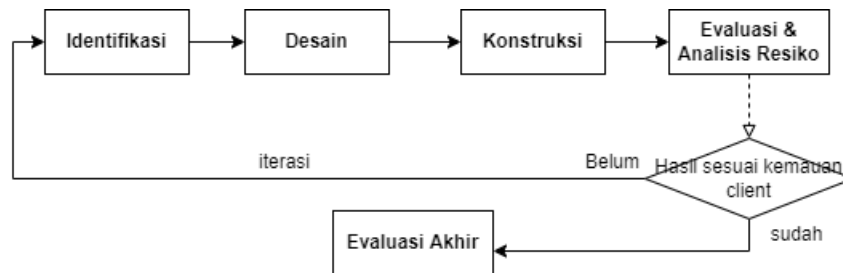 Identifikasi
Desain
Konstruksi
Evaluasi &
Analisis Resiko
iterasi
Belum
Hasil sesuai kemauan
client
sudah
Evaluasi Akhir